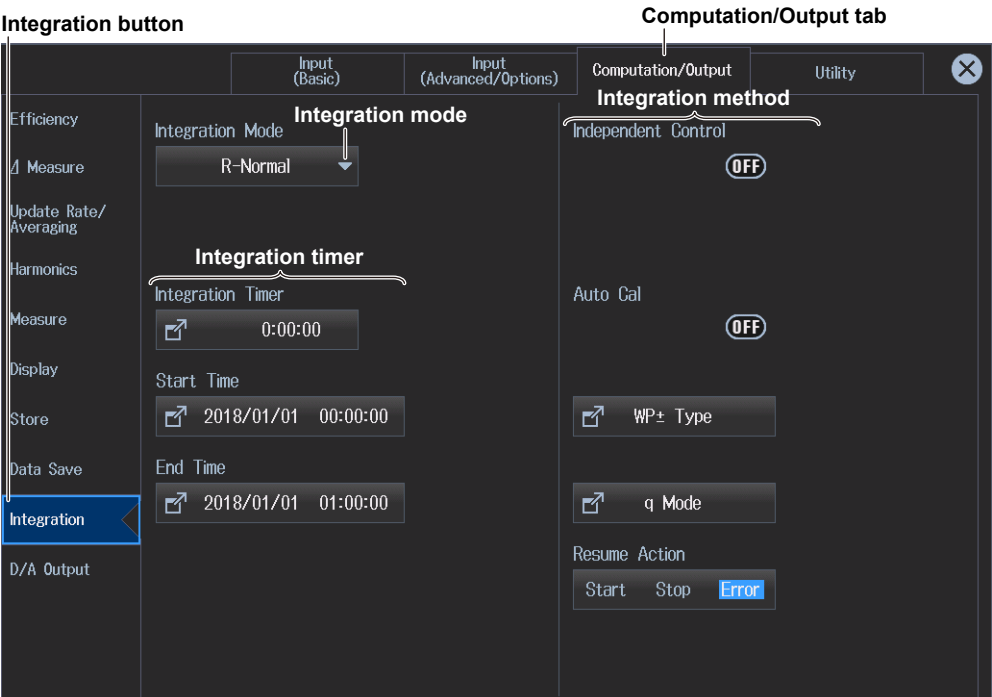 Integration button
Computation/Output tab
Input
(Basic)
Input
(Advanced/Options)
Computation/Output
Utility
Efficiency
Δ Measure
Update Rate/
Averaging
Harmonics
Measure
Display
Store
Data Save
Integration
D/A Output
Integration mode
Integration Mode
R-Normal
Integration timer
Integration Timer
0:00:00
Start Time
2018/01/01 00:00:00
End Time
2018/01/01 01:00:00
Integration method
Independent Control
OFF
Auto Cal
OFF
WP± Type
q Mode
Resume Action
Start Stop Error